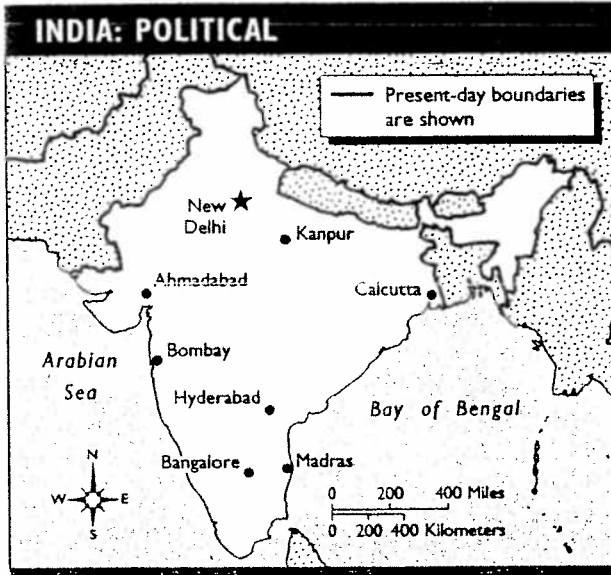 INDIA: POLITICAL
Present-day boundaries
are shown
New
Delhi
Kanpur
Ahmadabad
Calcutta
Arabian
Sea
Bombay
Hyderabad
Bay of Bengal
Bangalore
Madras
N
W
E
S
0 200 400 Miles
0 200 400 Kilometers